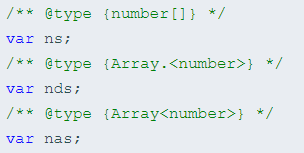 /** @type {number[]} */
var ns;
/** @type {Array.<number>} */
var nds;
/** @type {Array<number>} */
var nas;